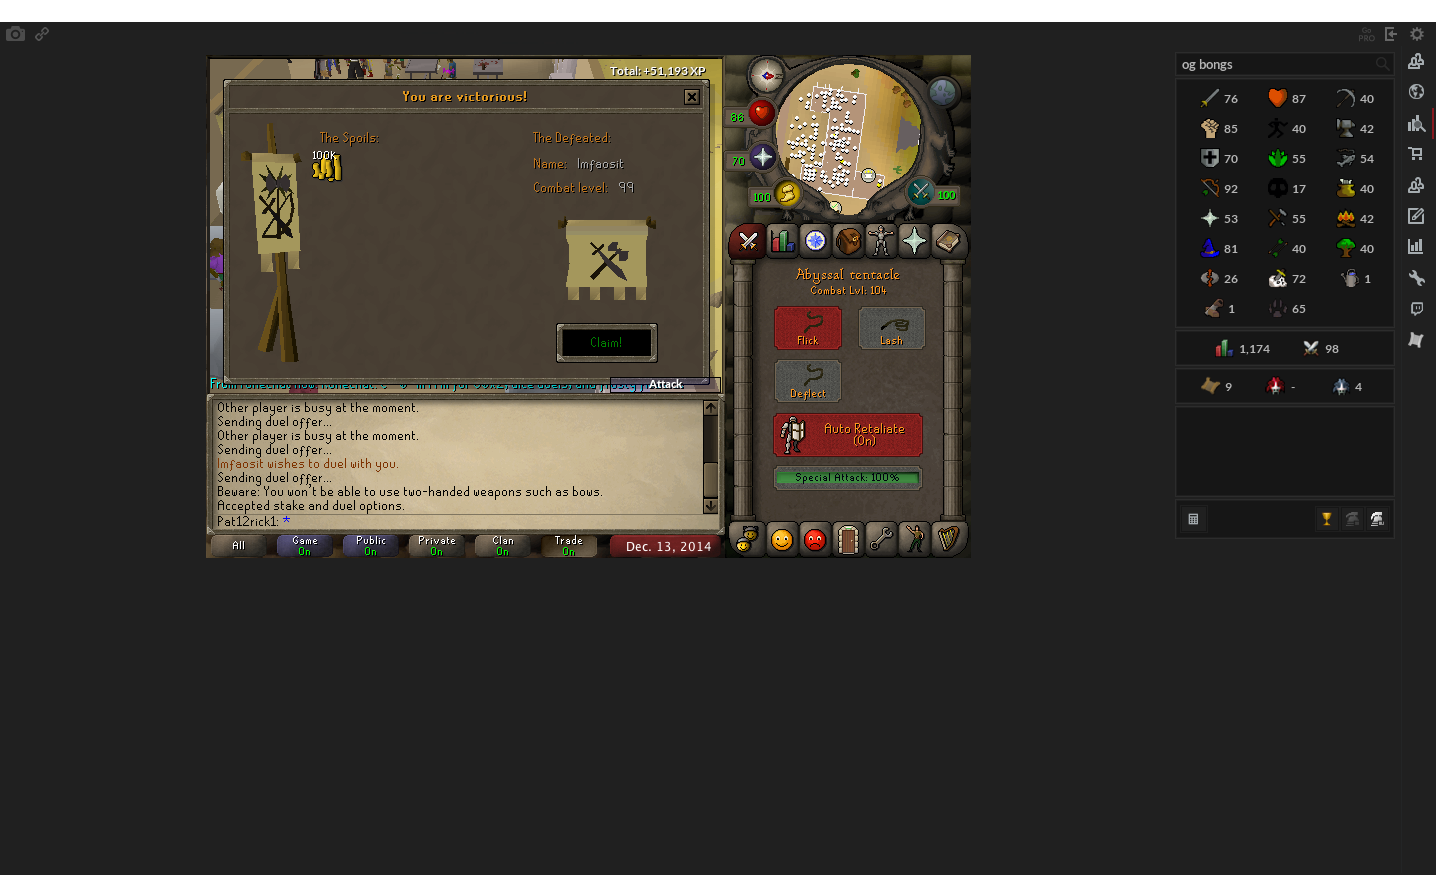 Go
PRO
Total: +51,193 XP
og bongs
You are victorious!
The Spoils:
100K
The Defeated:
Name: lmfaosit
Combat level: 99
Claim!
Attack
86
70
100
100
Abyssal tentacle
Combat Lvl: 104
Flick
Lash
Deflect
Auto Retaliate
(On)
Special Attack: 100%
Other player is busy at the moment.
Sending duel offer...
Other player is busy at the moment.
Sending duel offer...
lmfaosit wishes to duel with you.
Sending duel offer...
Beware: You won't be able to use two-handed weapons such as bows.
Accepted stake and duel options.
Pat12rick1: *
All
Game
On
Public
On
Private
On
Clan
On
Trade
On
Dec. 13, 2014
76 87 40
85 40 42
70 55 54
92 17 40
53 55 42
81 40 40
26 72 1
1 65
1,174 98
9 - 4